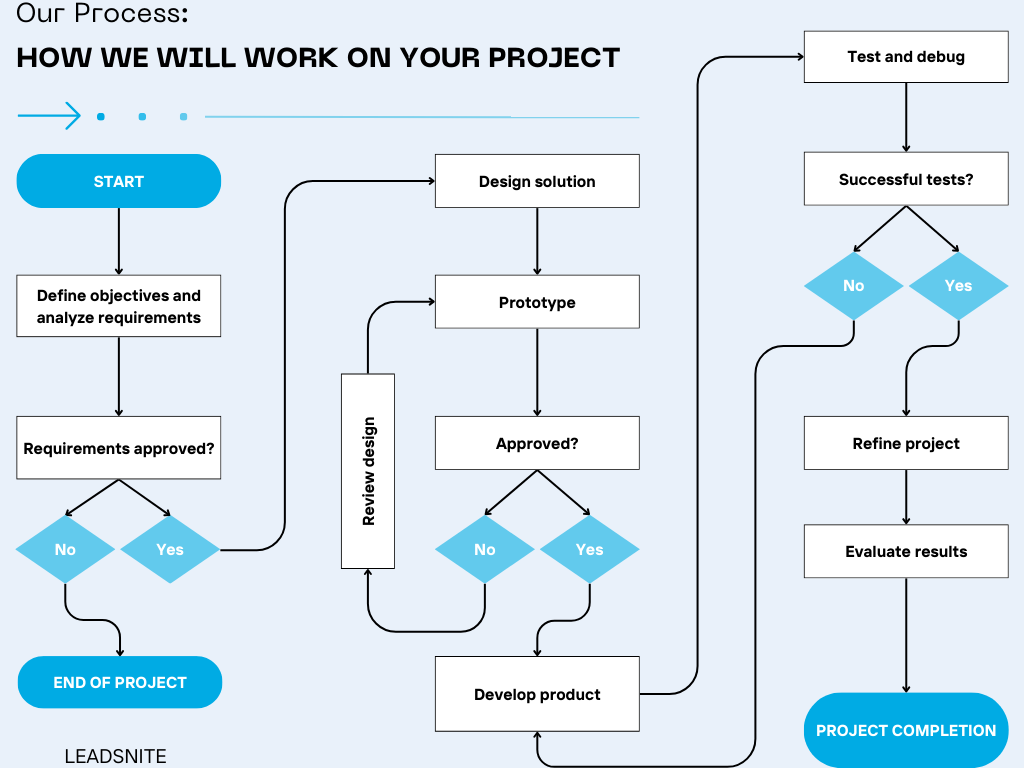 Our Process:
HOW WE WILL WORK ON YOUR PROJECT
START
Define objectives and
analyze requirements
Requirements approved?
No
Yes
END OF PROJECT
LEADSNITE
Design solution
Prototype
Review design
Approved?
No
Yes
Develop product
Test and debug
Successful tests?
No
Yes
Refine project
Evaluate results
PROJECT COMPLETION